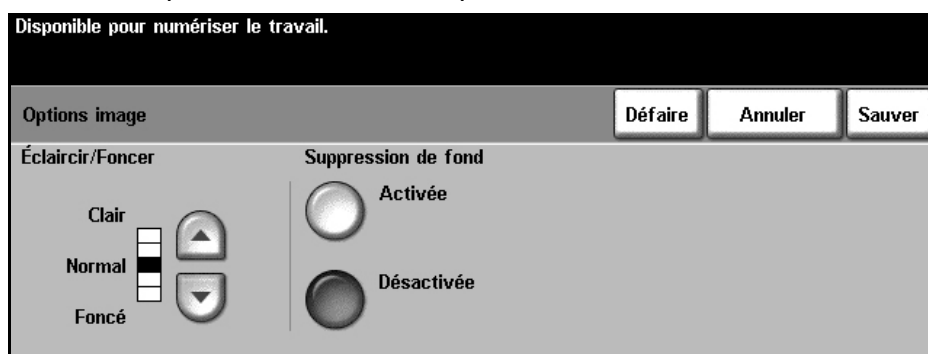 Disponible pour numériser le travail.
Options image
Défaire
Annuler
Sauver
Éclaircir/Foncer
Suppression de fond
Clair
Normal
Foncé
Activée
Désactivée